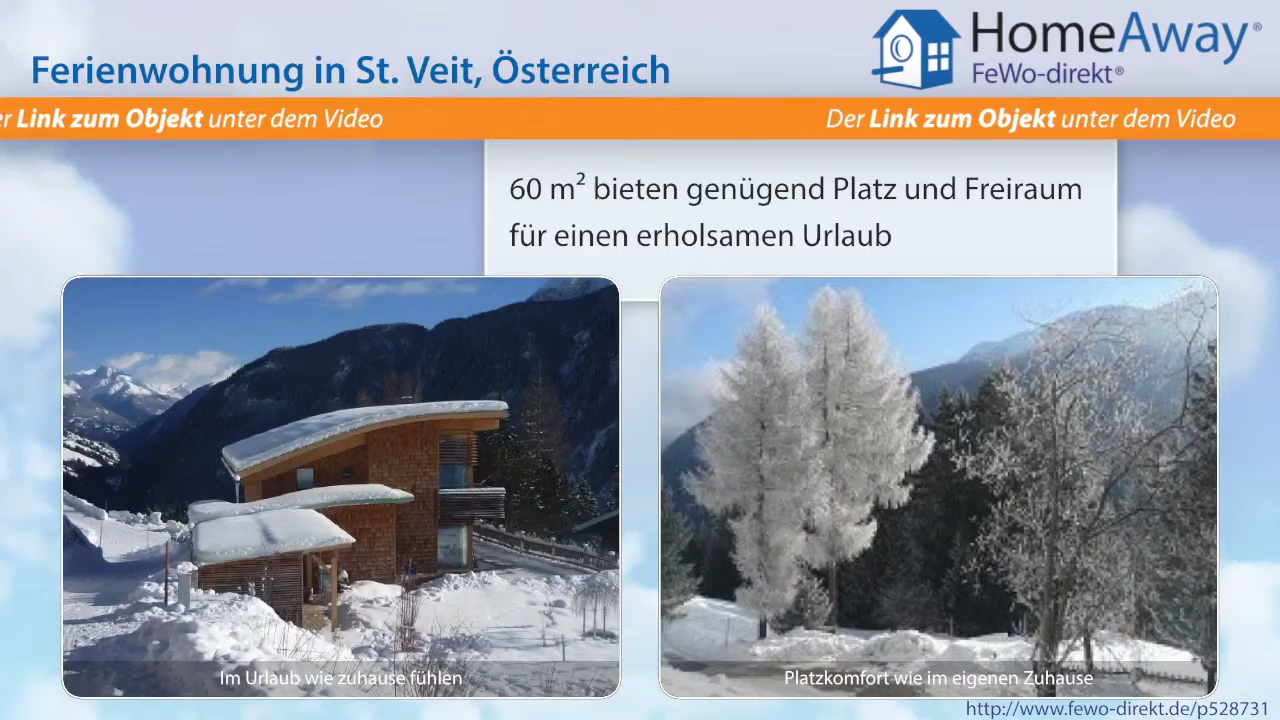 HomeAway®
FeWo-direkt®
Ferienwohnung in St. Veit, Österreich
er Link zum Objekt unter dem Video
Der Link zum Objekt unter dem Video
60 m² bieten genügend Platz und Freiraum
für einen erholsamen Urlaub
Im Urlaub wie zuhause fühlen
Platzkomfort wie im eigenen Zuhause
http://www.fewo-direkt.de/p528731